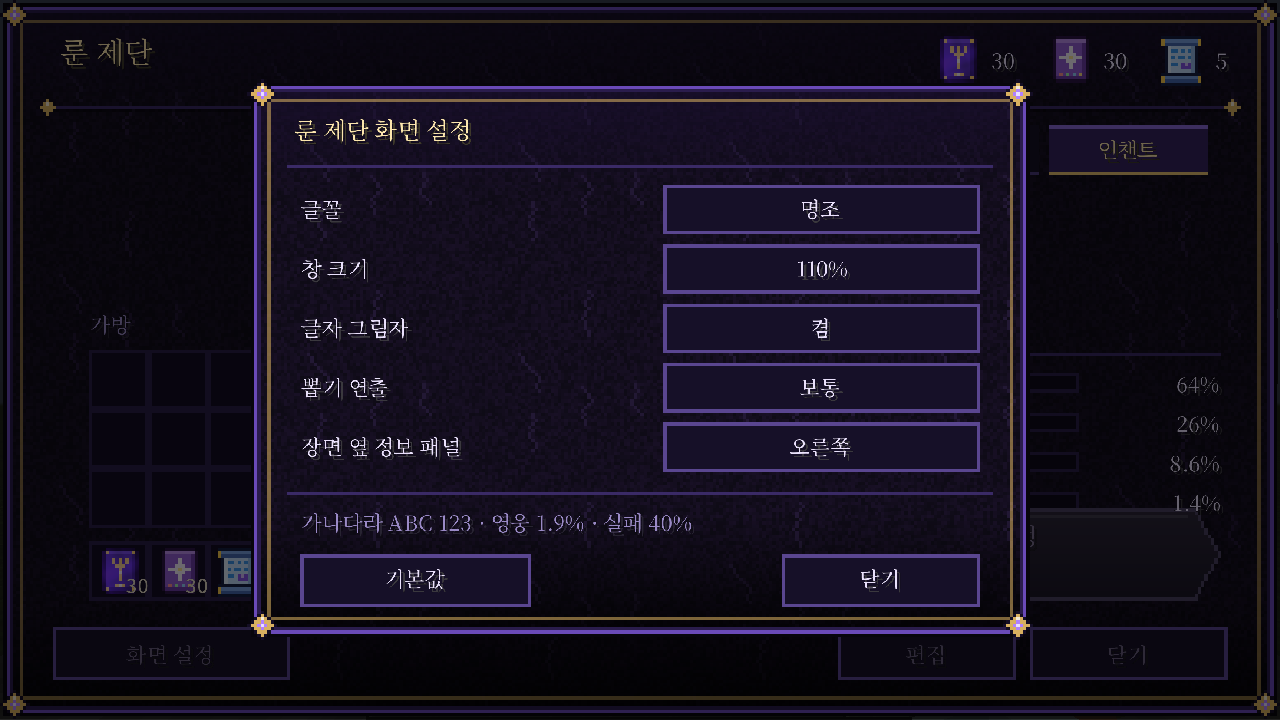 룬 제단
30
30
5
룬 제단 화면 설정
인챈트
글꼴
명조
창 크기
110%
가방
글자 그림자
켬
뽑기 연출
보통
64%
26%
장면 옆 정보 패널
오른쪽
8.6%
1.4%
가나다라 ABC 123 · 영웅 1.9% · 실패 40%
30
30
기본값
닫기
화면 설정
편집
닫기